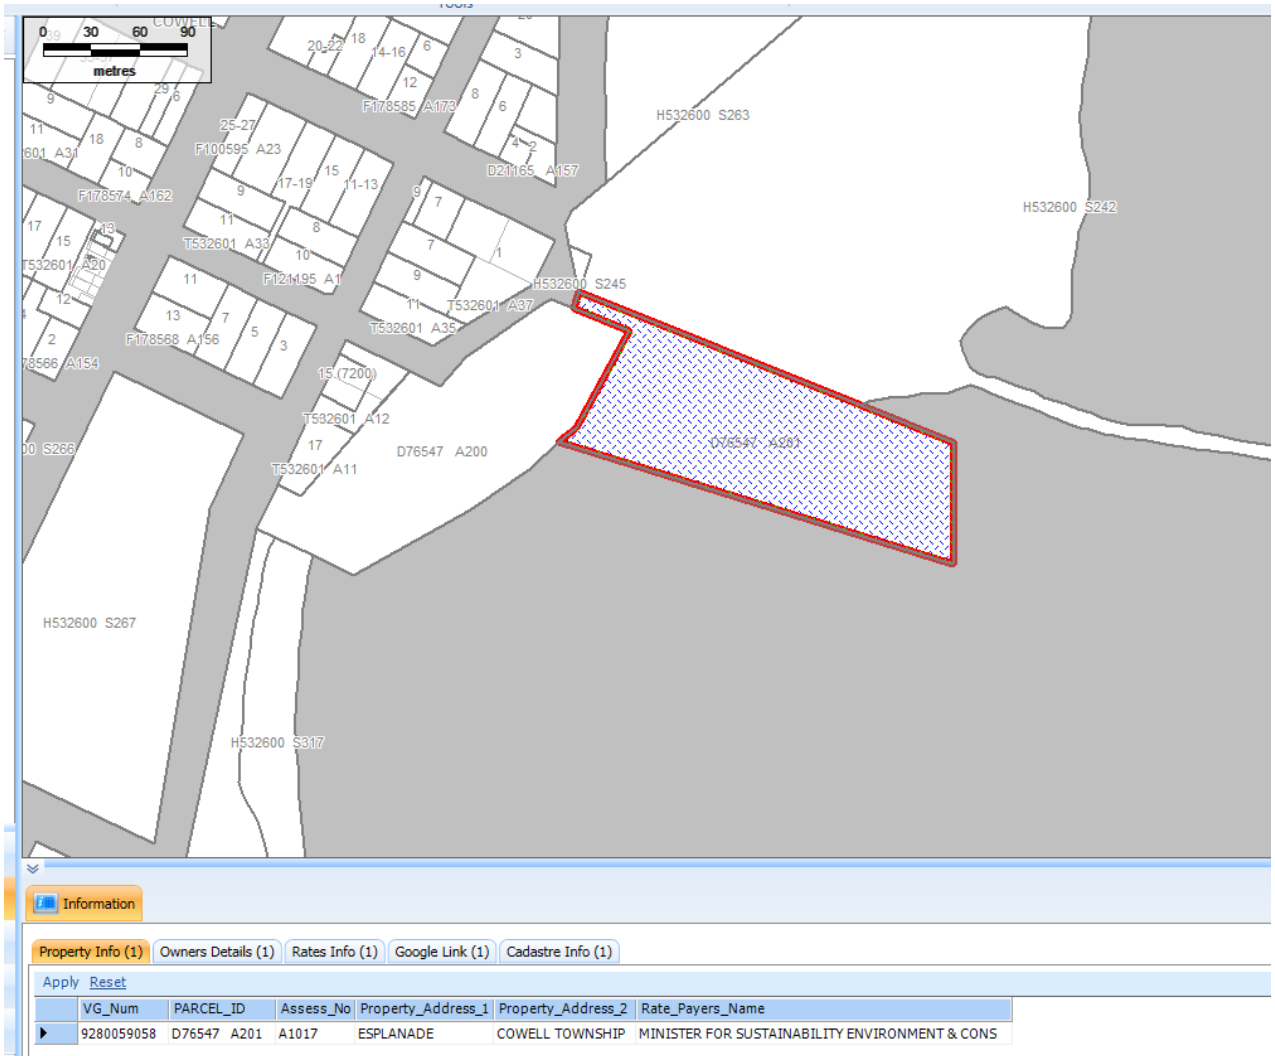 Tools
COWELL
0 30 60 90
metres
39
29
6
9
11
18
8
10
601 A31
F178574 A162
20-22
18
14-16
6
12
F178585 A173
3
8
6
4
2
D21165 A157
H532600 S263
H532600 S242
25-27
F100595 A23
17-19
15
11-13
9
11
T532601 A33
8
10
F121195 A1
9
7
7
1
9
11
T532601 A37
T532601 A35
H532600 S245
17
15
13
T532601 A20
12
2
78566 A154
11
13
7
5
3
F178568 A156
15 (7200)
T532601 A12
17
T532601 A11
D76547 A200
D76547 A201
00 S266
H532600 S267
H532600 S317
Information
Property Info (1) Owners Details (1) Rates Info (1) Google Link (1) Cadastre Info (1)
Apply Reset
VG_Num PARCEL_ID Assess_No Property_Address_1 Property_Address_2 Rate_Payers_Name
9280059058 D76547 A201 A1017 ESPLANADE COWELL TOWNSHIP MINISTER FOR SUSTAINABILITY ENVIRONMENT & CONS